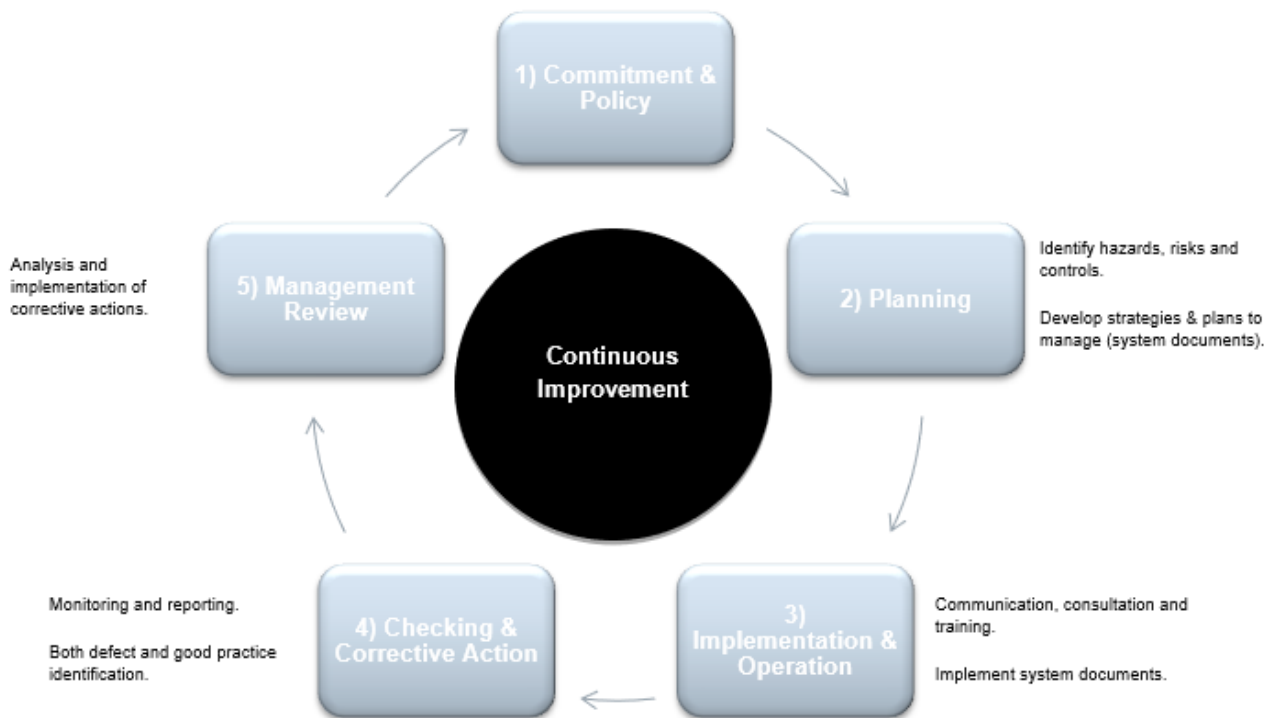 1) Commitment &
Policy
2) Planning
Identify hazards, risks and
controls.
Develop strategies & plans to
manage (system documents).
3)
Implementation &
Operation
Communication, consultation and
training.
Implement system documents.
4) Checking &
Corrective Action
Monitoring and reporting.
Both defect and good practice
identification.
5) Management
Review
Analysis and
implementation of
corrective actions.
Continuous
Improvement